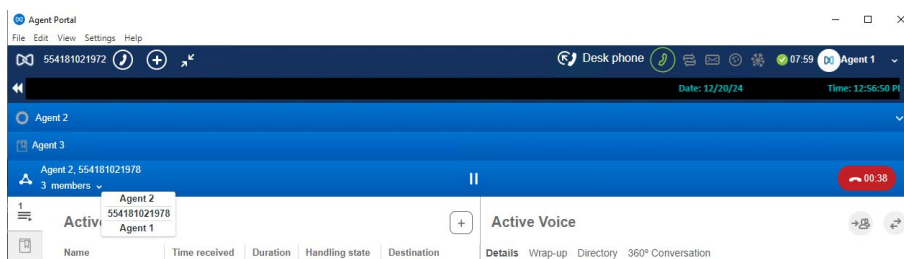 Agent Portal
File Edit View Settings Help
554181021972 Desk phone 07:59 Agent 1
Date: 12/20/24 Time: 12:56:50
Agent 2
Agent 3
Agent 2, 554181021978
3 members 00:38
Agent 2
554181021978
Agent 1
1
Active Voice
Name Time received Duration Handling state Destination
Details Wrap-up Directory 360º Conversation